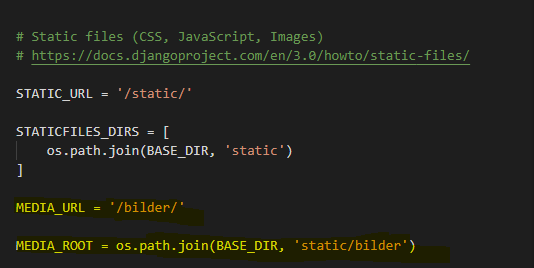 # Static files (CSS, JavaScript, Images)
# https://docs.djangoproject.com/en/3.0/howto/static-files/
STATIC_URL = '/static/'
STATICFILES_DIRS = [
    os.path.join(BASE_DIR, 'static')
]
MEDIA_URL = '/bilder/'
MEDIA_ROOT = os.path.join(BASE_DIR, 'static/bilder')